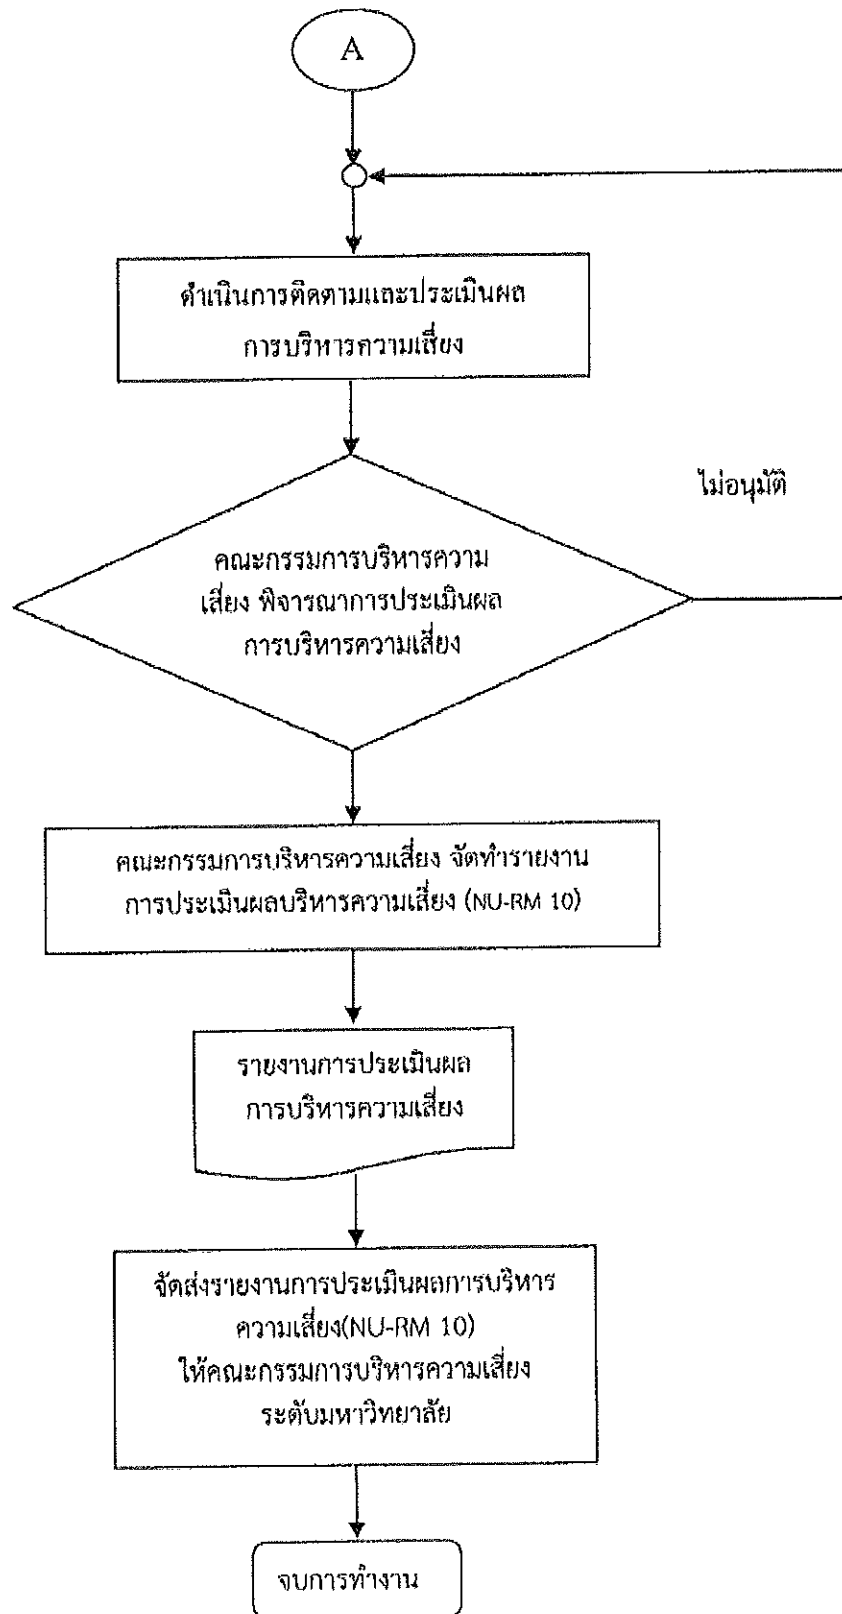 A
ดำเนินการติดตามและประเมินผล
การบริหารความเสี่ยง
ไม่อนุมัติ
คณะกรรมการบริหารความ
เสี่ยง พิจารณาการประเมินผล
การบริหารความเสี่ยง
คณะกรรมการบริหารความเสี่ยง จัดทำรายงาน
การประเมินผลบริหารความเสี่ยง (NU-RM 10)
รายงานการประเมินผล
การบริหารความเสี่ยง
จัดส่งรายงานการประเมินผลการบริหาร
ความเสี่ยง(NU-RM 10)
ให้คณะกรรมการบริหารความเสี่ยง
ระดับมหาวิทยาลัย
จบการทำงาน